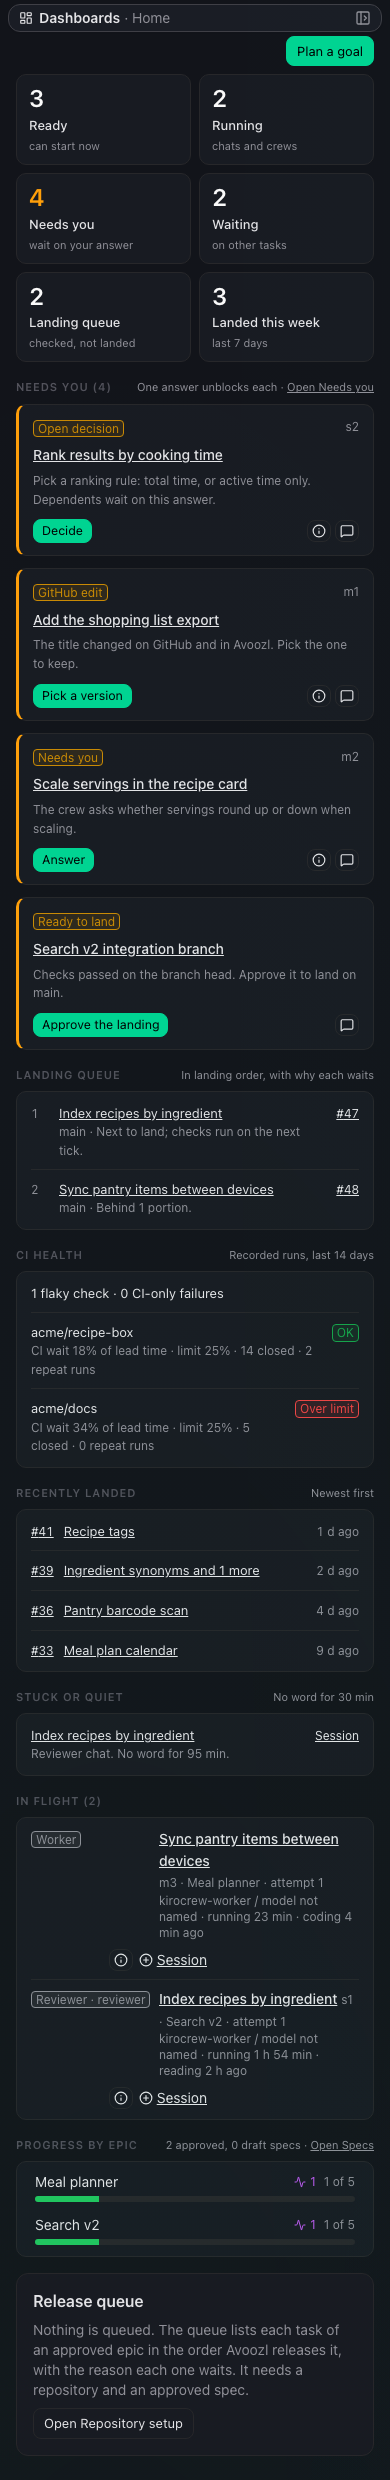 Dashboards · Home
Plan a goal
3
Ready
can start now
2
Running
chats and crews
4
Needs you
wait on your answer
2
Waiting
on other tasks
2
Landing queue
checked, not landed
3
Landed this week
last 7 days
NEEDS YOU (4)
One answer unblocks each · Open Needs you
Open decision
s2
Rank results by cooking time
Pick a ranking rule: total time, or active time only.
Dependents wait on this answer.
Decide
GitHub edit
m1
Add the shopping list export
The title changed on GitHub and in Avoozl. Pick the one
to keep.
Pick a version
Needs you
m2
Scale servings in the recipe card
The crew asks whether servings round up or down when
scaling.
Answer
Ready to land
Search v2 integration branch
Checks passed on the branch head. Approve it to land on
main.
Approve the landing
LANDING QUEUE
In landing order, with why each waits
1 Index recipes by ingredient #47
main · Next to land; checks run on the next
tick.
2 Sync pantry items between devices #48
main · Behind 1 portion.
CI HEALTH
Recorded runs, last 14 days
1 flaky check · 0 CI-only failures
acme/recipe-box
OK
CI wait 18% of lead time · limit 25% · 14 closed · 2
repeat runs
acme/docs
Over limit
CI wait 34% of lead time · limit 25% · 5
closed · 0 repeat runs
RECENTLY LANDED
Newest first
#41 Recipe tags 1 d ago
#39 Ingredient synonyms and 1 more 2 d ago
#36 Pantry barcode scan 4 d ago
#33 Meal plan calendar 9 d ago
STUCK OR QUIET
No word for 30 min
Index recipes by ingredient
Session
Reviewer chat. No word for 95 min.
IN FLIGHT (2)
Worker
Sync pantry items between
devices
m3 · Meal planner · attempt 1
kirocrew-worker / model not
named · running 23 min · coding 4
min ago
Session
Reviewer · reviewer
Index recipes by ingredient s1
· Search v2 · attempt 1
kirocrew-worker / model not
named · running 1 h 54 min ·
reading 2 h ago
Session
PROGRESS BY EPIC
2 approved, 0 draft specs · Open Specs
Meal planner
1 1 of 5
Search v2
1 1 of 5
Release queue
Nothing is queued. The queue lists each task of
an approved epic in the order Avoozl releases it,
with the reason each one waits. It needs a
repository and an approved spec.
Open Repository setup